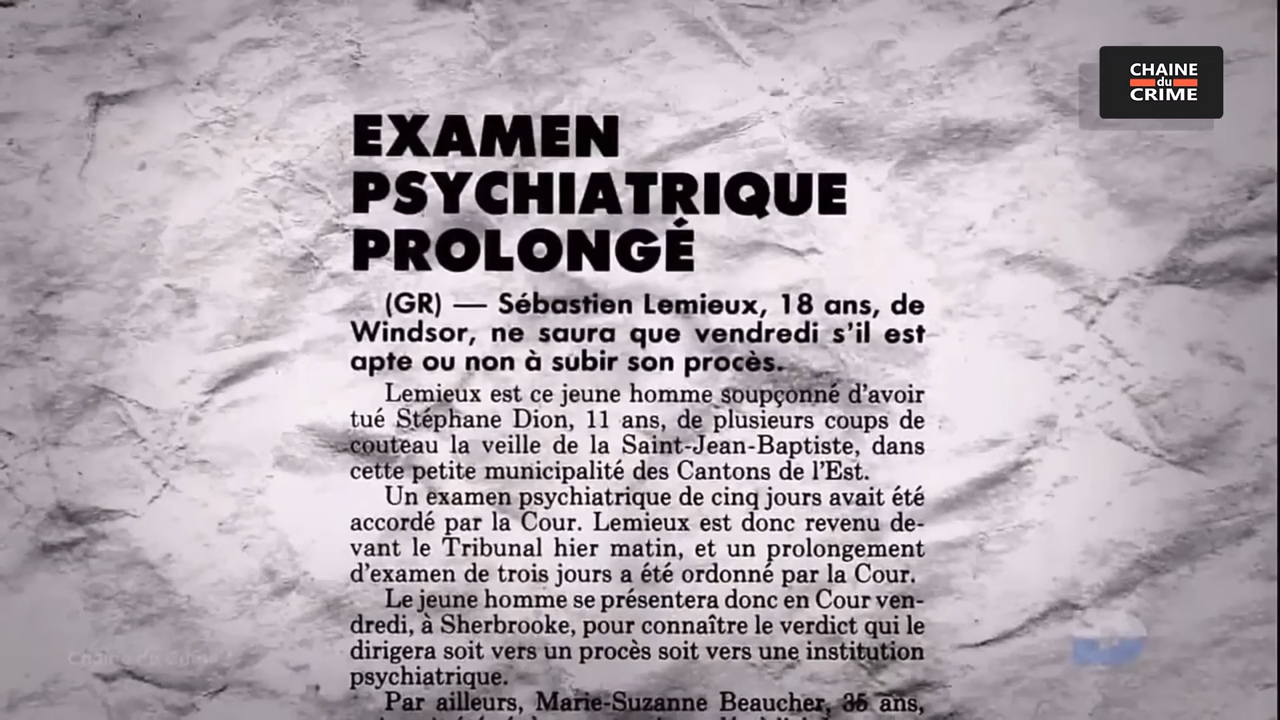 CHAINE
du
CRIME
EXAMEN
PSYCHIATRIQUE
PROLONGÉ
(GR) — Sébastien Lemieux, 18 ans, de
Windsor, ne saura que vendredi s'il est
apte ou non à subir son procès.
Lemieux est ce jeune homme soupçonné d'avoir
tué Stéphane Dion, 11 ans, de plusieurs coups de
couteau la veille de la Saint-Jean-Baptiste, dans
cette petite municipalité des Cantons de l'Est.
Un examen psychiatrique de cinq jours avait été
accordé par la Cour. Lemieux est donc revenu de-
vant le Tribunal hier matin, et un prolongement
d'examen de trois jours a été ordonné par la Cour.
Le jeune homme se présentera donc en Cour ven-
dredi, à Sherbrooke, pour connaître le verdict qui le
dirigera soit vers un procès soit vers une institution
psychiatrique.
Par ailleurs, Marie-Suzanne Beaucher, 35 ans,